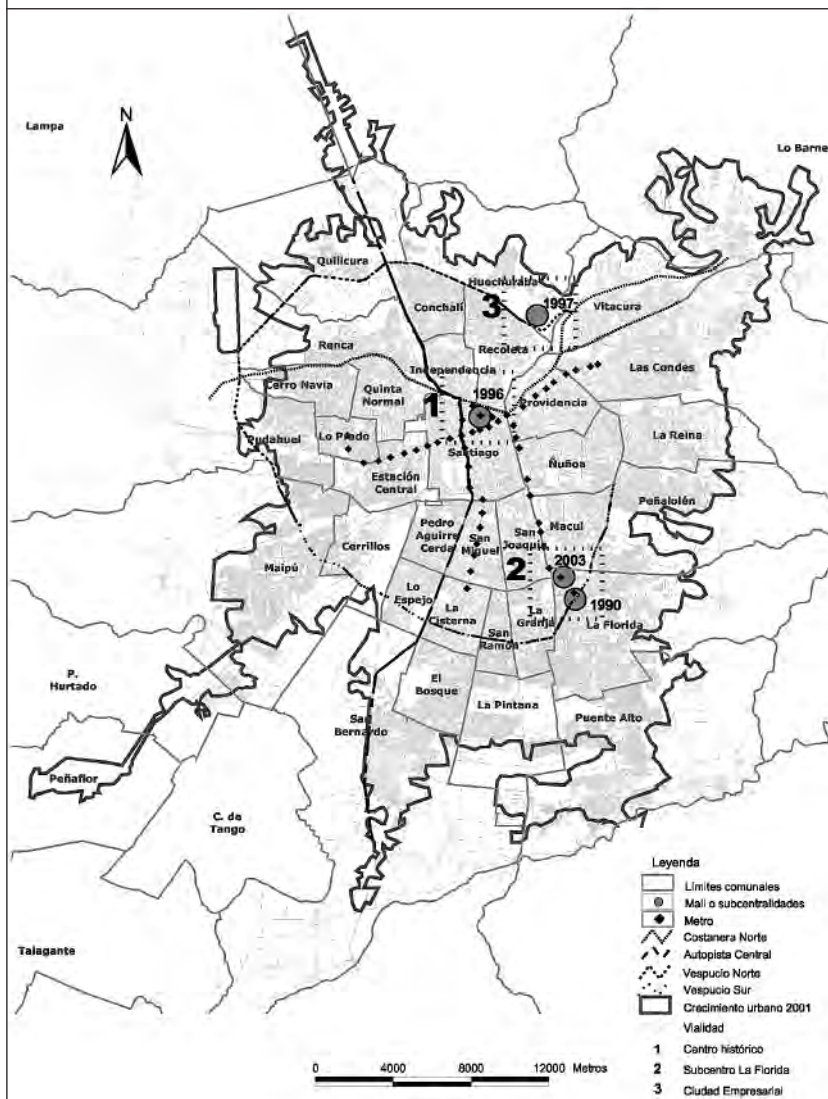 N
Lampa
Lo Barne
Quilicura
Huechuraba
Conchalí
3
1997
Vitacura
Renca
Recoleta
Independencia
Las Condes
Cerro Navia
Quinta
Normal
1
1996
Providencia
Pudahuel
Lo Prado
Santiago
La Reina
Estación
Central
Ñuñoa
Peñalolén
Maipú
Cerrillos
Pedro
Aguirre
Cerda
San
Miguel
San
Joaquín
Macul
2
2003
Lo
Espejo
La
Cisterna
La
Granja
1990
La Florida
San
Ramón
P.
Hurtado
El
Bosque
La Pintana
San
Bernardo
Puente Alto
Peñaflor
C. de
Tango
Talagante
Leyenda
Límites comunales
Mall o subcentralidades
Metro
Costanera Norte
Autopista Central
Vespucio Norte
Vespucio Sur
Crecimiento urbano 2001
Vialidad
1 Centro histórico
2 Subcentro La Florida
3 Ciudad Empresarial
0 4000 8000 12000 Metros